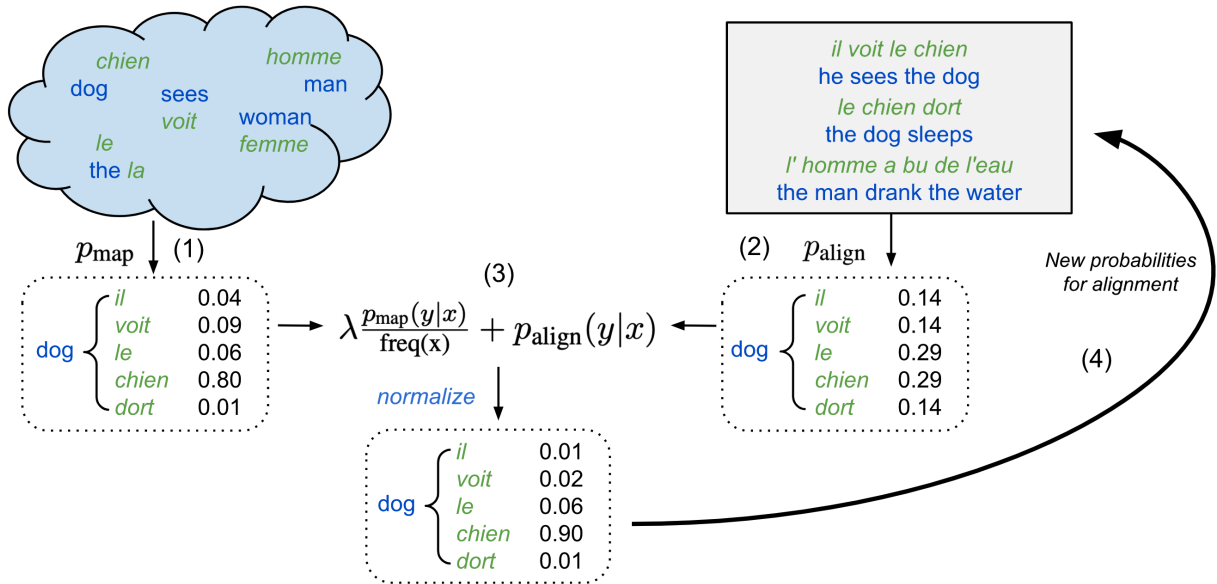 chien
dog
sees
voit
homme
man
woman
femme
le
the la
p_map (1)
dog
il 0.04
voit 0.09
le 0.06
chien 0.80
dort 0.01
il voit le chien
he sees the dog
le chien dort
the dog sleeps
l' homme a bu de l'eau
the man drank the water
(2) p_align
dog
il 0.14
voit 0.14
le 0.29
chien 0.29
dort 0.14
(3)
λ p_map(y|x) / freq(x) + p_align(y|x)
normalize
dog
il 0.01
voit 0.02
le 0.06
chien 0.90
dort 0.01
New probabilities
for alignment
(4)